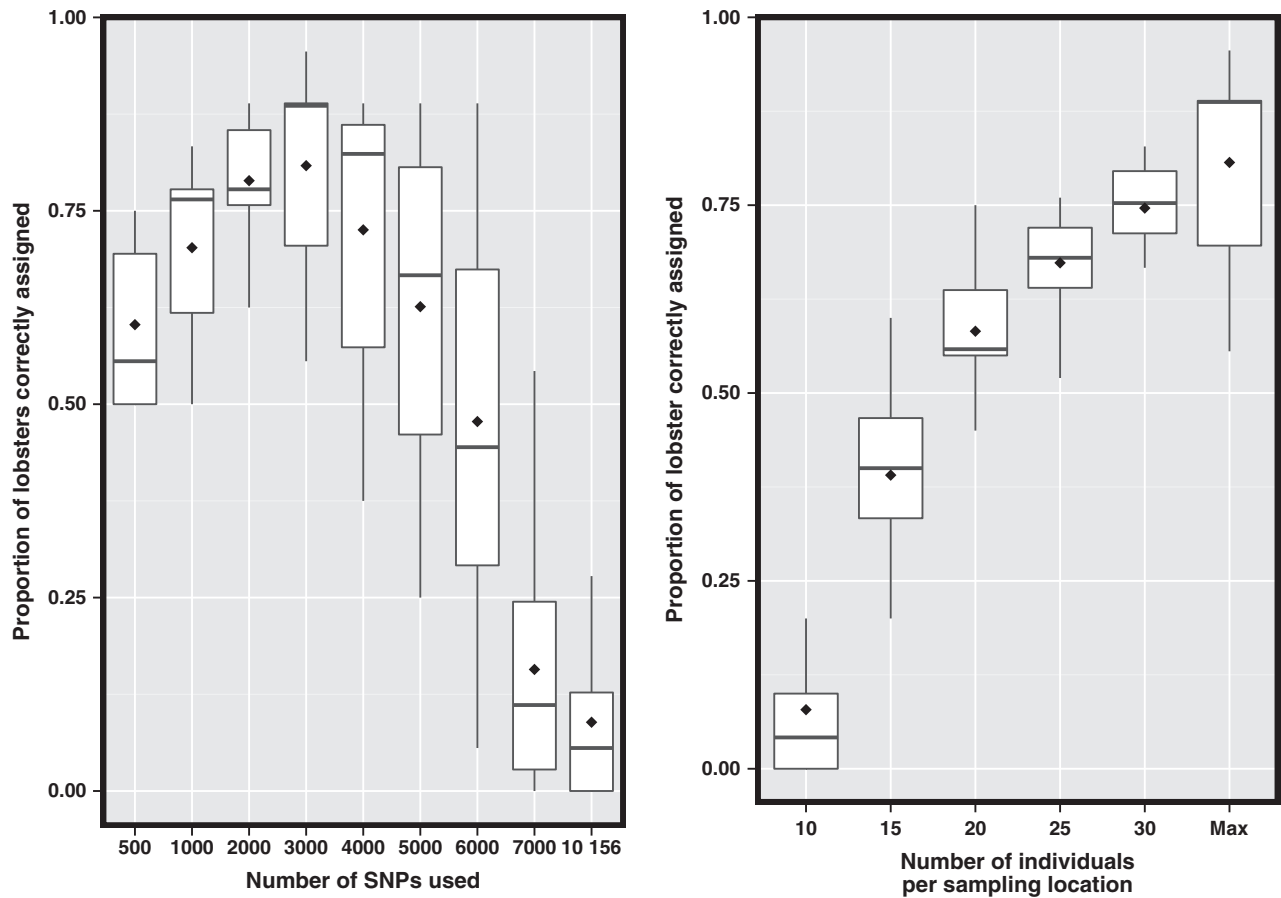 Proportion of lobsters correctly assigned
1.00
0.75
0.50
0.25
0.00
500 1000 2000 3000 4000 5000 6000 7000 10 156
Number of SNPs used
Proportion of lobster correctly assigned
1.00
0.75
0.50
0.25
0.00
10 15 20 25 30 Max
Number of individuals
per sampling location